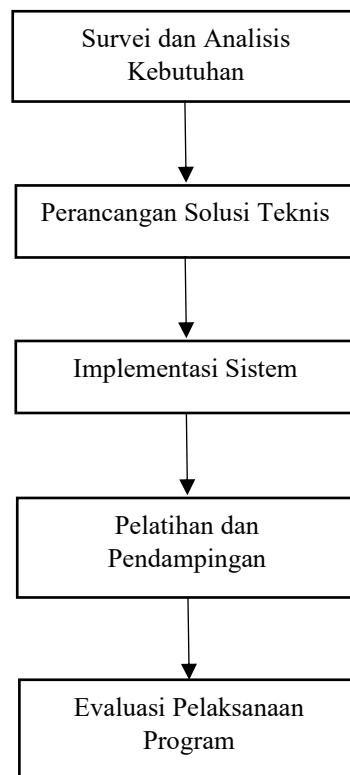 Survei dan Analisis
Kebutuhan
Perancangan Solusi Teknis
Implementasi Sistem
Pelatihan dan
Pendampingan
Evaluasi Pelaksanaan
Program